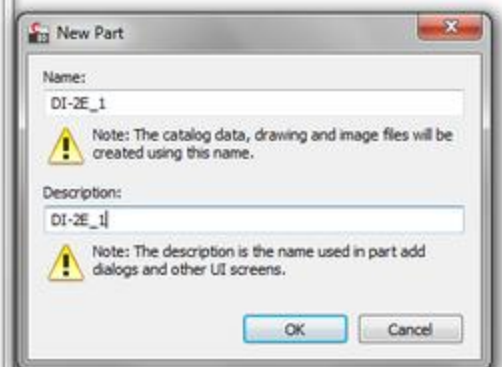 New Part
Name:
DI-2E_1
Note: The catalog data, drawing and image files will be
created using this name.
Description:
DI-2E_1
Note: The description is the name used in part add
dialogs and other UI screens.
OK
Cancel